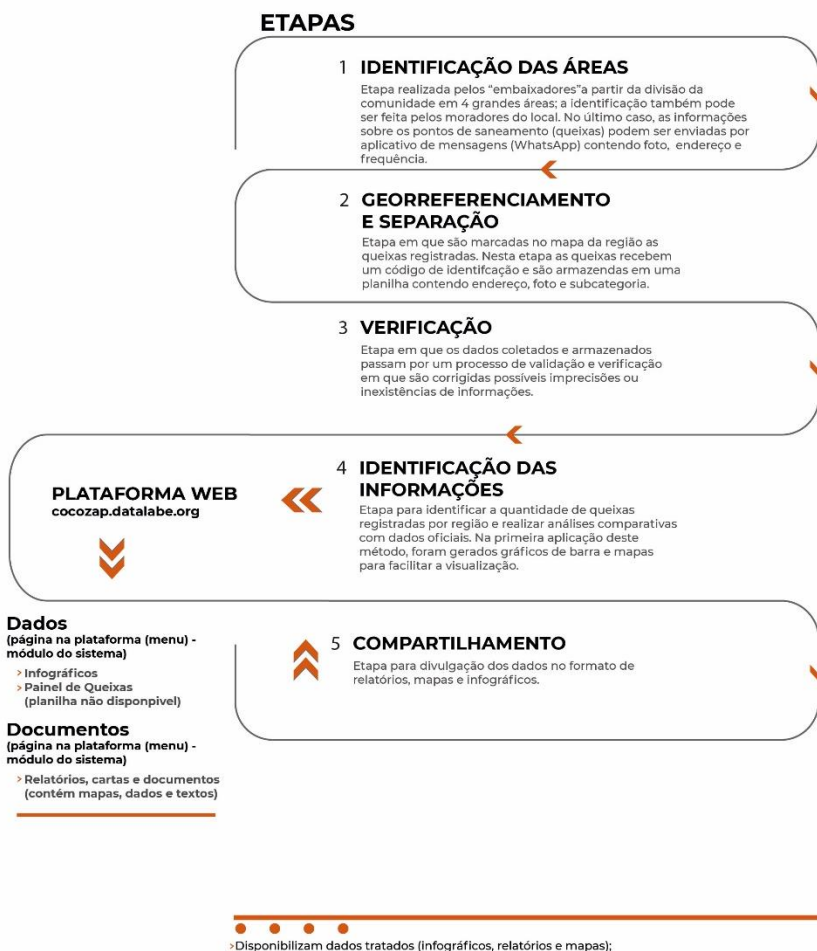 ETAPAS
1 IDENTIFICAÇÃO DAS ÁREAS
Etapa realizada pelos “embaixadores”a partir da divisão da
comunidade em 4 grandes áreas; a identificação também pode
ser feita pelos moradores do local. No último caso, as informações
sobre os pontos de saneamento (queixas) podem ser enviadas por
aplicativo de mensagens (WhatsApp) contendo foto, endereço e
frequência.
2 GEORREFERENCIAMENTO
E SEPARAÇÃO
Etapa em que são marcadas no mapa da região as
queixas registradas. Nesta etapa as queixas recebem
um código de identifcação e são armazendas em uma
planilha contendo endereço, foto e subcategoria.
3 VERIFICAÇÃO
Etapa em que os dados coletados e armazenados
passam por um processo de validação e verificação
em que são corrigidas possíveis imprecisões ou
inexistências de informações.
4 IDENTIFICAÇÃO DAS
INFORMAÇÕES
Etapa para identificar a quantidade de queixas
registradas por região e realizar análises comparativas
com dados oficiais. Na primeira aplicação deste
método, foram gerados gráficos de barra e mapas
para facilitar a visualização.
PLATAFORMA WEB
cocozap.datalabe.org
5 COMPARTILHAMENTO
Etapa para divulgação dos dados no formato de
relatórios, mapas e infográficos.
Dados
(página na plataforma (menu) -
módulo do sistema)
> Infográficos
> Painel de Queixas
(planilha não disponpivel)
Documentos
(página na plataforma (menu) -
módulo do sistema)
> Relatórios, cartas e documentos
(contém mapas, dados e textos)
>Disponibilizam dados tratados (infográficos, relatórios e mapas);